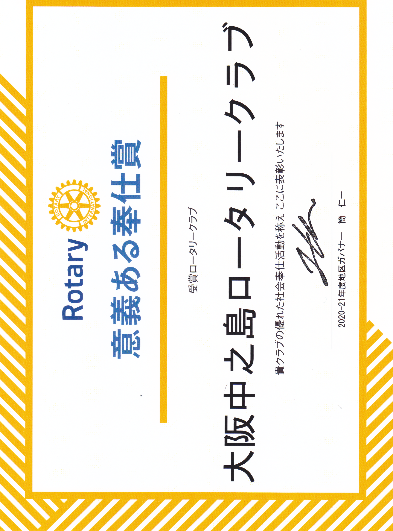 Rotary
意義ある奉仕賞
受賞ロータリークラブ
大阪中之島ロータリークラブ
貴クラブの優れた社会奉仕活動を称え ここに表彰いたします
2020-21年度地区ガバナー 簡 仁一